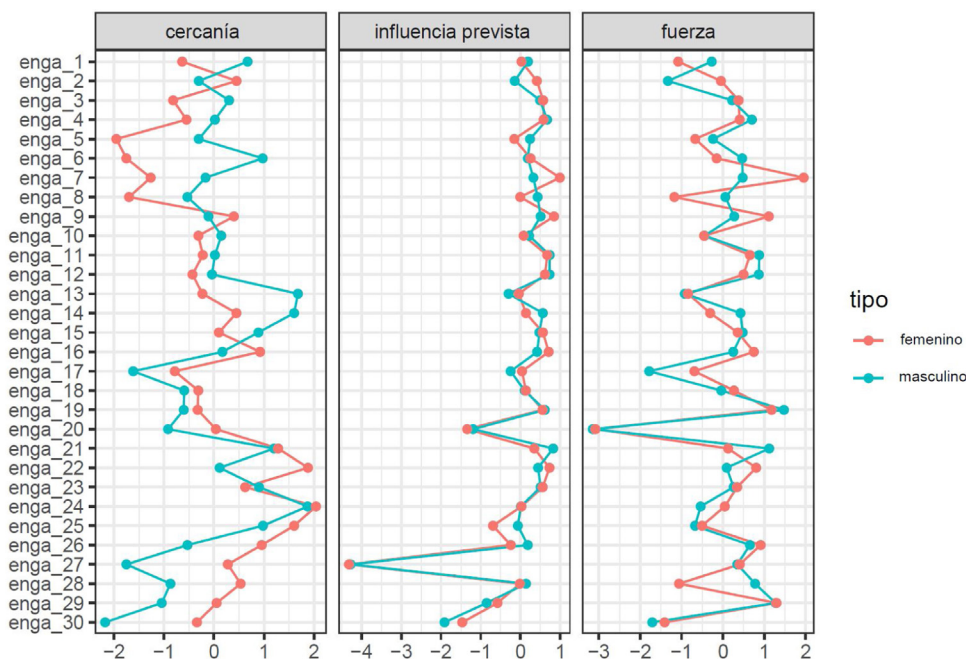 cercanía influencia prevista fuerza
enga_1
enga_2
enga_3
enga_4
enga_5
enga_6
enga_7
enga_8
enga_9
enga_10
enga_11
enga_12
enga_13
enga_14
enga_15
enga_16
enga_17
enga_18
enga_19
enga_20
enga_21
enga_22
enga_23
enga_24
enga_25
enga_26
enga_27
enga_28
enga_29
enga_30
−2 −1 0 1 2 −4 −3 −2 −1 0 1 −3 −2 −1 0 1 2
tipo
femenino
masculino